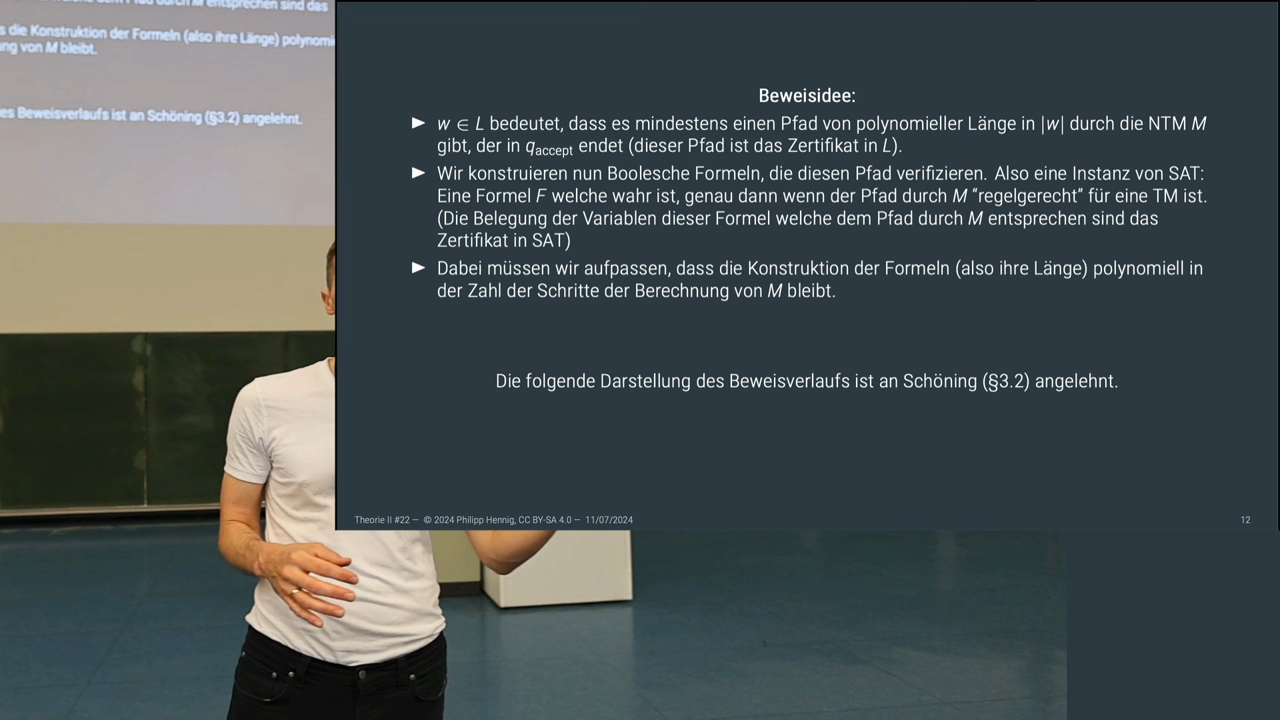 durch M entsprechen sind das
s die Konstruktion der Formeln (also ihre Länge) polynomi
ung von M bleibt.
es Beweisverlaufs ist an Schöning (§3.2) angelehnt.
Beweisidee:
► w ∈ L bedeutet, dass es mindestens einen Pfad von polynomieller Länge in |w| durch die NTM M
gibt, der in q_accept endet (dieser Pfad ist das Zertifikat in L).
► Wir konstruieren nun Boolesche Formeln, die diesen Pfad verifizieren. Also eine Instanz von SAT:
Eine Formel F welche wahr ist, genau dann wenn der Pfad durch M “regelgerecht” für eine TM ist.
(Die Belegung der Variablen dieser Formel welche dem Pfad durch M entsprechen sind das
Zertifikat in SAT)
► Dabei müssen wir aufpassen, dass die Konstruktion der Formeln (also ihre Länge) polynomiell in
der Zahl der Schritte der Berechnung von M bleibt.
Die folgende Darstellung des Beweisverlaufs ist an Schöning (§3.2) angelehnt.
Theorie II #22 — © 2024 Philipp Hennig, CC BY-SA 4.0 — 11/07/2024
12